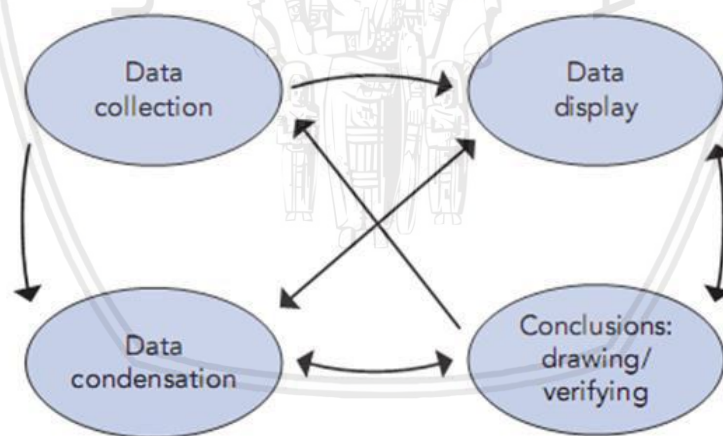 Data
collection
Data
display
Data
condensation
Conclusions:
drawing/
verifying